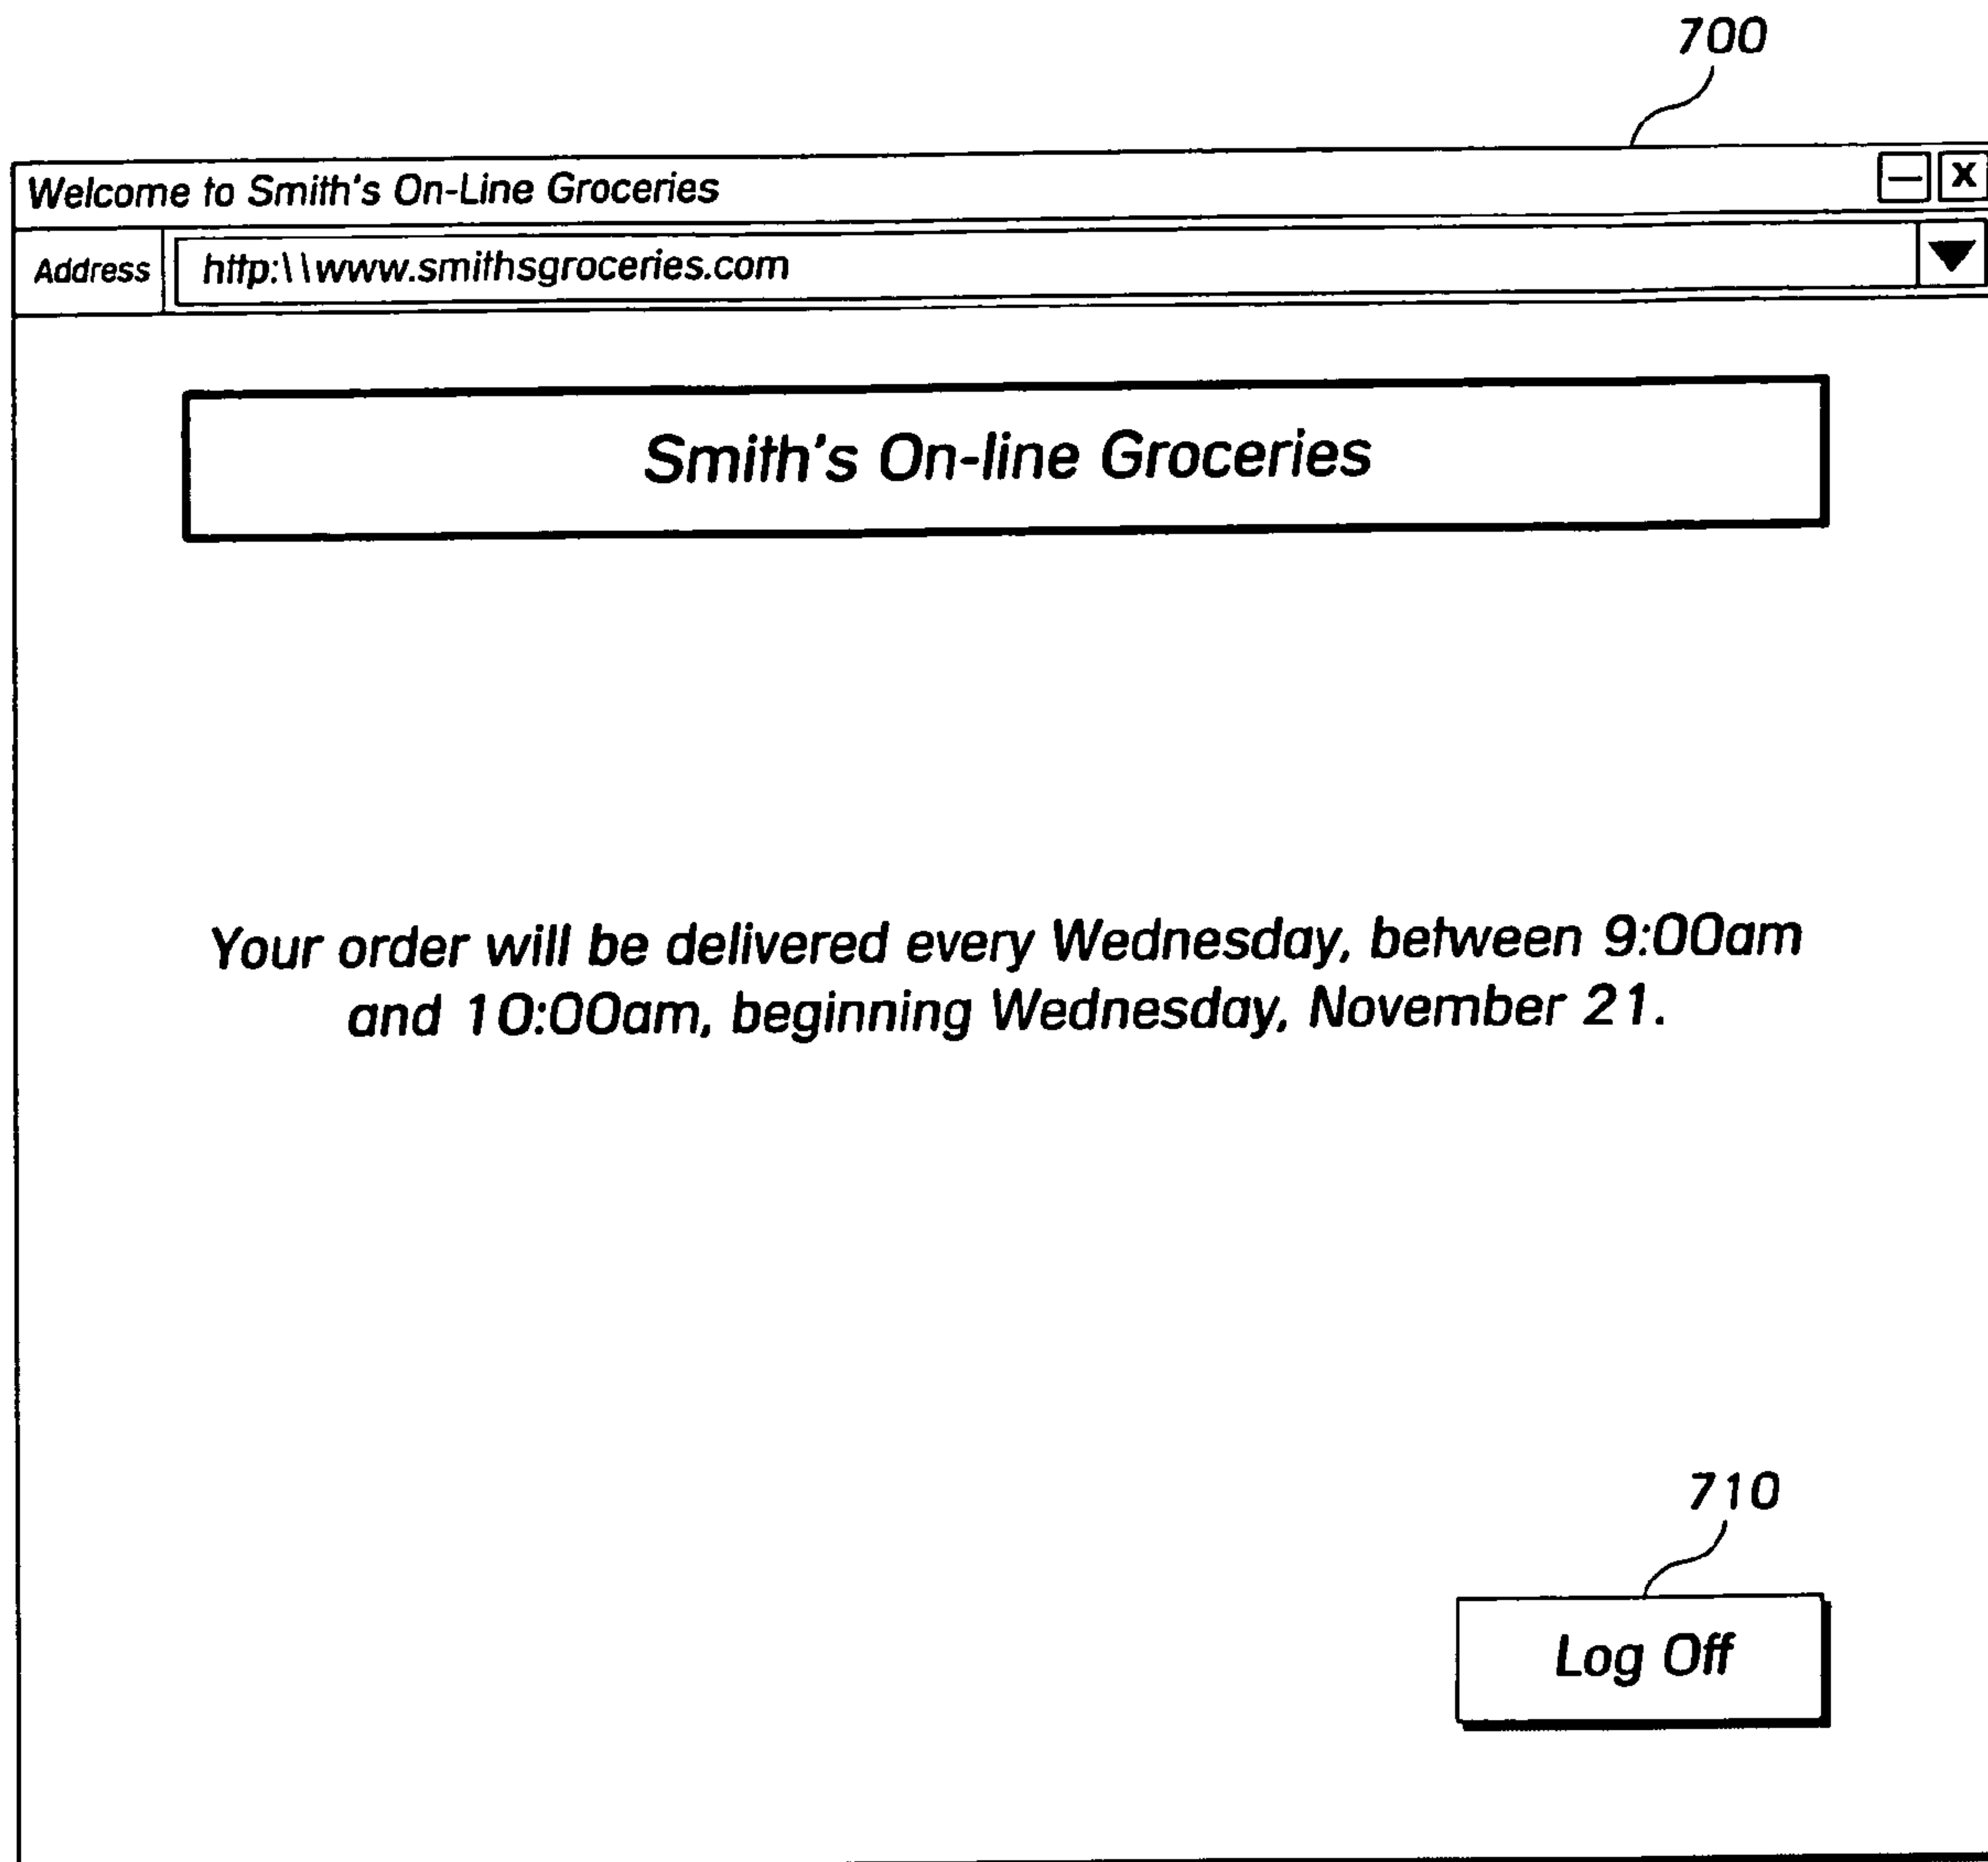 700
Welcome to Smith's On-Line Groceries
X
Address http:\\www.smithsgroceries.com
Smith's On-line Groceries
Your order will be delivered every Wednesday, between 9:00am
and 10:00am, beginning Wednesday, November 21.
710
Log Off